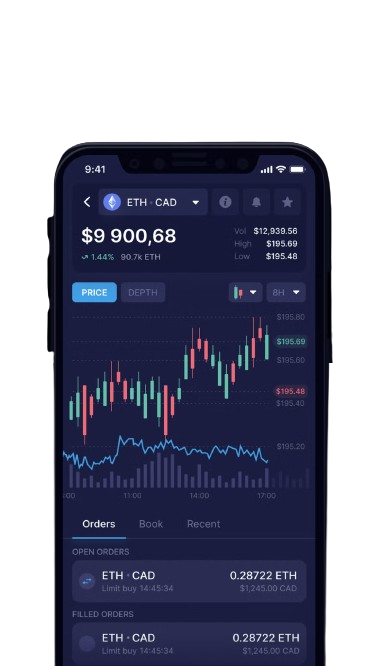 9:41
ETH · CAD
$9 900,68
1.44% 90.7k ETH
Vol $12,939.56
High $195.69
Low $195.48
PRICE DEPTH 8H
$195.80
$195.69
$195.60
$195.48
$195.40
$195.20
:00 11:00 14:00 17:00
Orders Book Recent
OPEN ORDERS
ETH · CAD 0.28722 ETH
Limit buy 14:45:34 $1,245.00 CAD
FILLED ORDERS
ETH · CAD 0.28722 ETH
Limit buy 14:45:34 $1,245.00 CAD